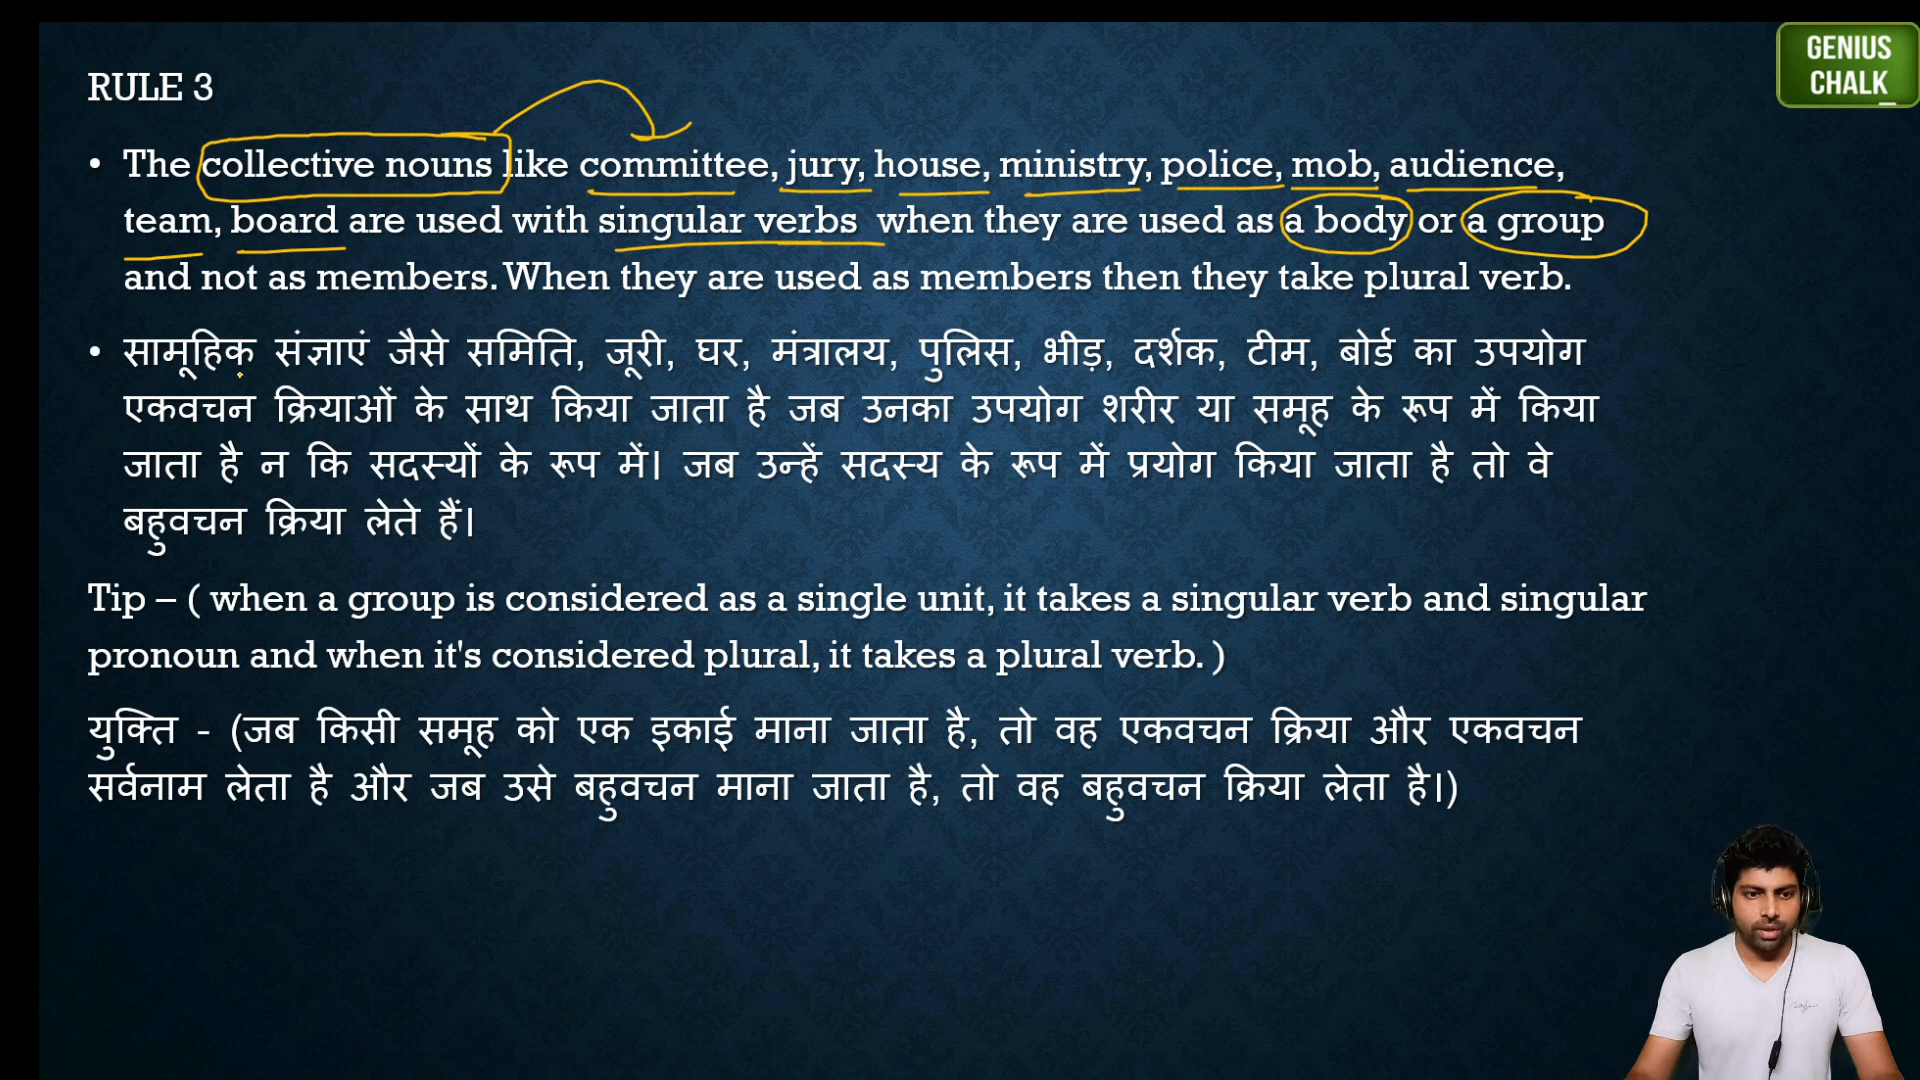 GENIUS
CHALK
RULE 3
• The collective nouns like committee, jury, house, ministry, police, mob, audience,
team, board are used with singular verbs when they are used as a body or a group
and not as members. When they are used as members then they take plural verb.
• सामूहिक संज्ञाएं जैसे समिति, जूरी, घर, मंत्रालय, पुलिस, भीड़, दर्शक, टीम, बोर्ड का उपयोग
एकवचन क्रियाओं के साथ किया जाता है जब उनका उपयोग शरीर या समूह के रूप में किया
जाता है न कि सदस्यों के रूप में। जब उन्हें सदस्य के रूप में प्रयोग किया जाता है तो वे
बहुवचन क्रिया लेते हैं।
Tip – ( when a group is considered as a single unit, it takes a singular verb and singular
pronoun and when it's considered plural, it takes a plural verb. )
युक्ति - (जब किसी समूह को एक इकाई माना जाता है, तो वह एकवचन क्रिया और एकवचन
सर्वनाम लेता है और जब उसे बहुवचन माना जाता है, तो वह बहुवचन क्रिया लेता है।)